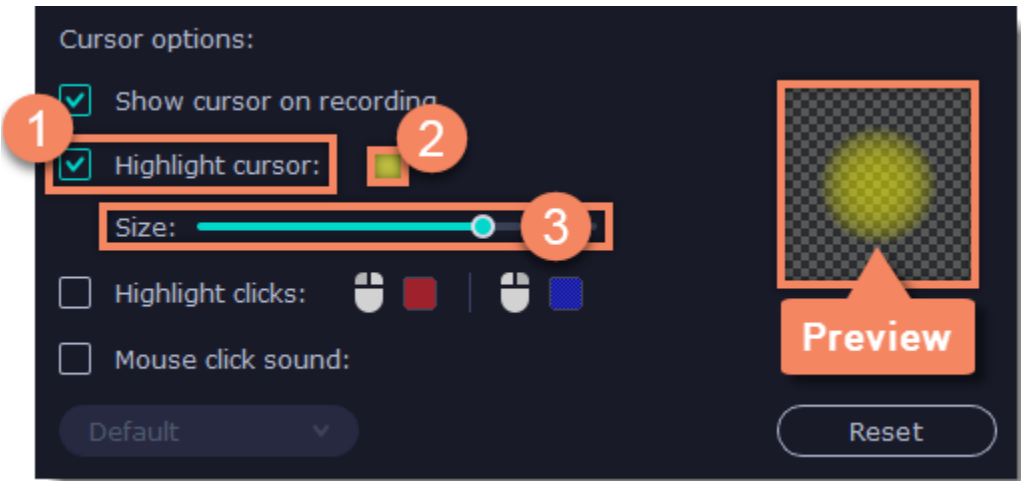 Cursor options:
Show cursor on recording
1
Highlight cursor:
2
Size:
3
Highlight clicks:
Preview
Mouse click sound:
Default
Reset